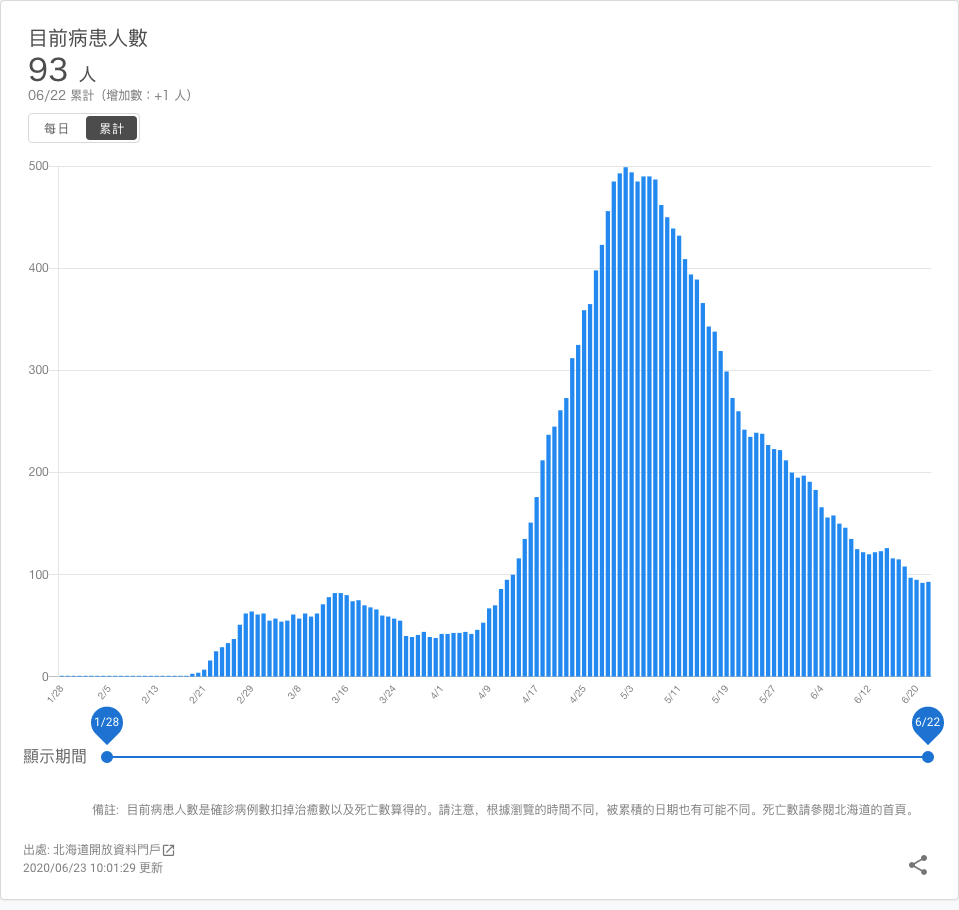 目前病患人數
93 人
06/22 累計（增加數：+1 人）
每日 累計
500
400
300
200
100
0
1/28 2/5 2/13 2/21 2/29 3/8 3/16 3/24 4/1 4/9 4/17 4/25 5/3 5/11 5/19 5/27 6/4 6/12 6/20
1/28 6/22
顯示期間
備註: 目前病患人數是確診病例數扣掉治癒數以及死亡數算得的。請注意，根據瀏覽的時間不同，被累積的日期也有可能不同。死亡數請參閱北海道的首頁。
出處: 北海道開放資料門戶
2020/06/23 10:01:29 更新